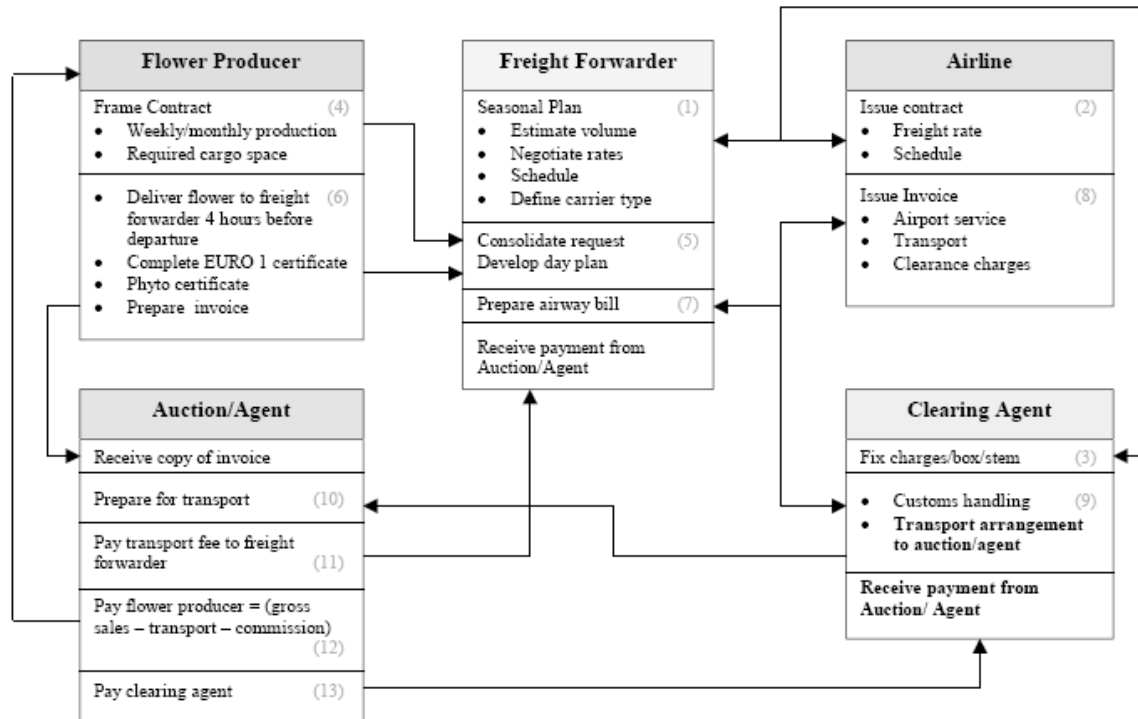 Flower Producer
Frame Contract (4)
• Weekly/monthly production
• Required cargo space
• Deliver flower to freight (6)
forwarder 4 hours before
departure
• Complete EURO 1 certificate
• Phyto certificate
• Prepare invoice
Freight Forwarder
Seasonal Plan (1)
• Estimate volume
• Negotiate rates
• Schedule
• Define carrier type
Consolidate request (5)
Develop day plan
Prepare airway bill (7)
Receive payment from
Auction/Agent
Airline
Issue contract (2)
• Freight rate
• Schedule
Issue Invoice (8)
• Airport service
• Transport
• Clearance charges
Auction/Agent
Receive copy of invoice
Prepare for transport (10)
Pay transport fee to freight
forwarder (11)
Pay flower producer = (gross
sales – transport – commission)
(12)
Pay clearing agent (13)
Clearing Agent
Fix charges/box/stem (3)
• Customs handling (9)
• Transport arrangement
to auction/agent
Receive payment from
Auction/ Agent